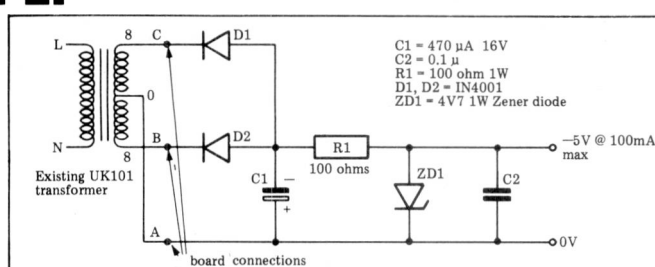 L
N
8
0
8
C
B
A
D1
D2
Existing UK101
transformer
C1
−
+
R1
100 ohms
ZD1
C2
—5V @ 100mA
max
0V
board connections
C1 = 470 μA 16V
C2 = 0.1 μ
R1 = 100 ohm 1W
D1, D2 = IN4001
ZD1 = 4V7 1W Zener diode